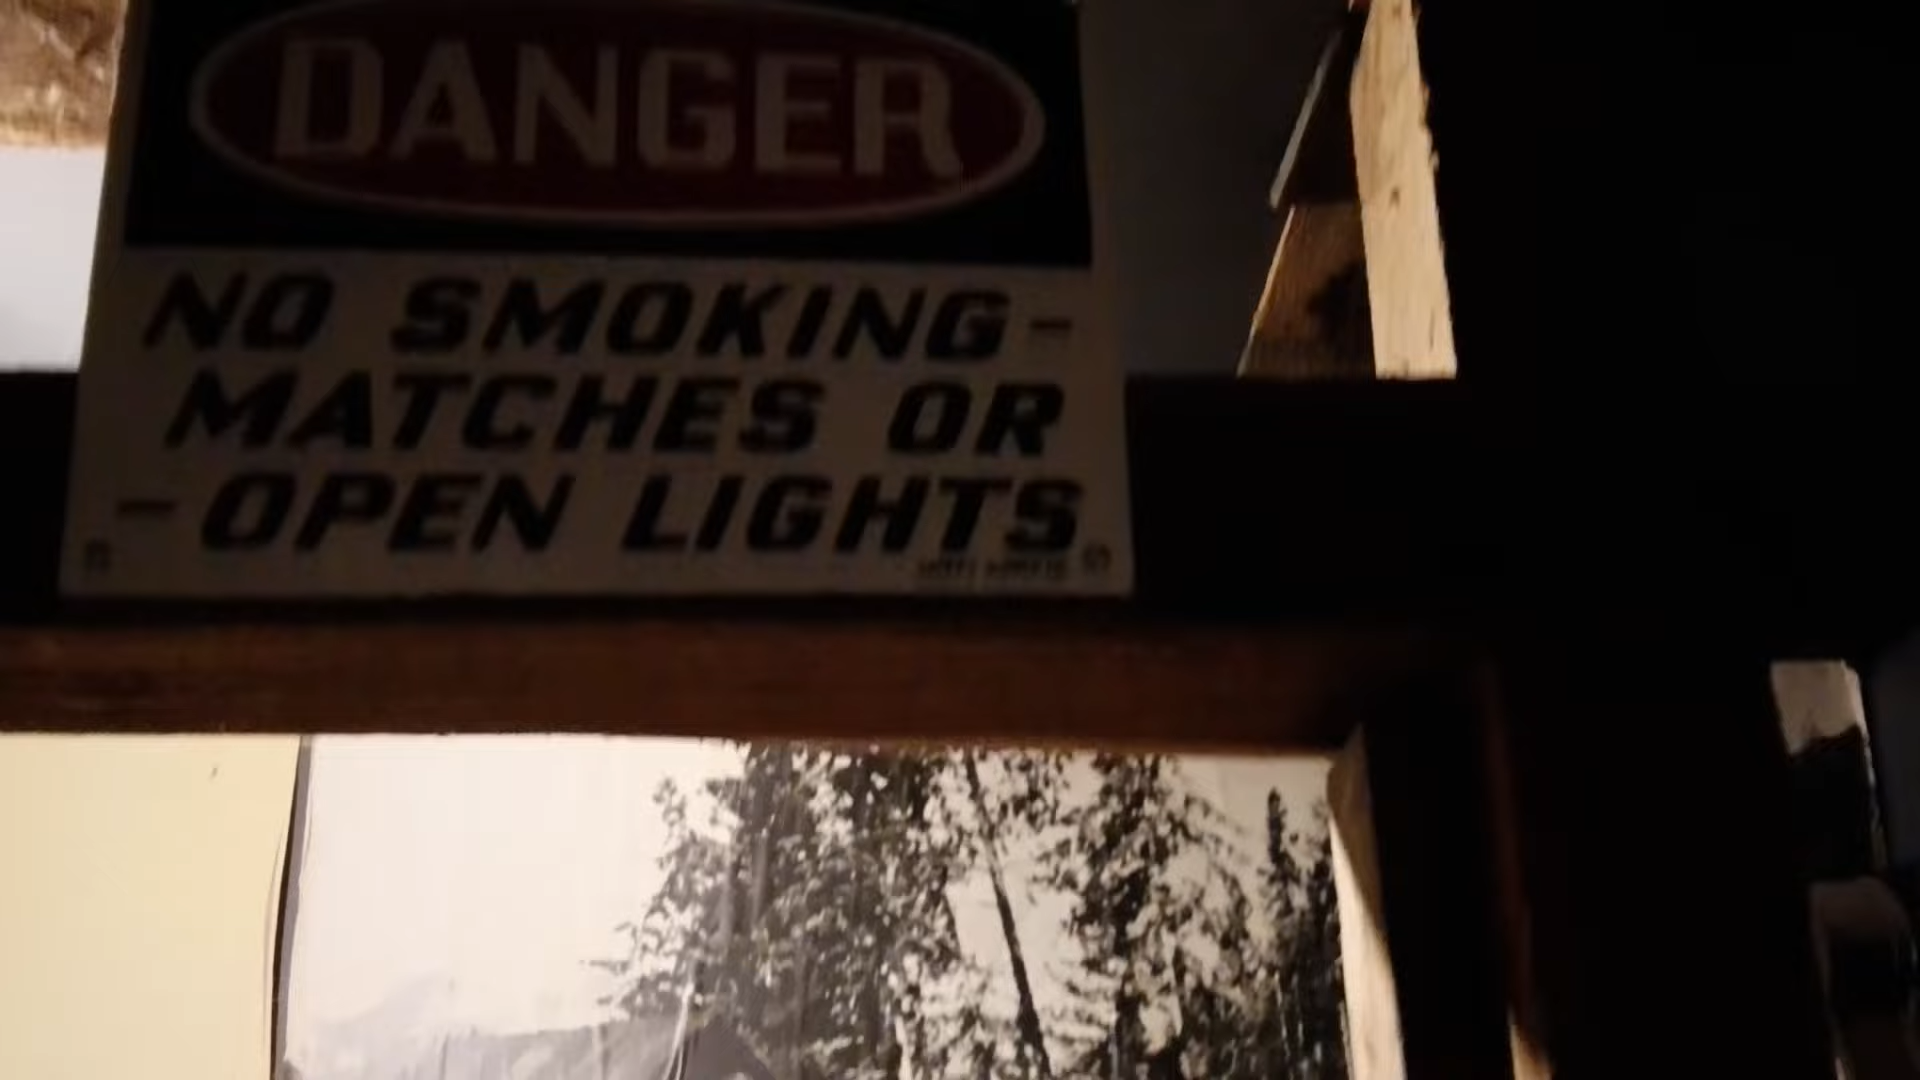 DANGER
NO SMOKING-
MATCHES OR
-OPEN LIGHTS